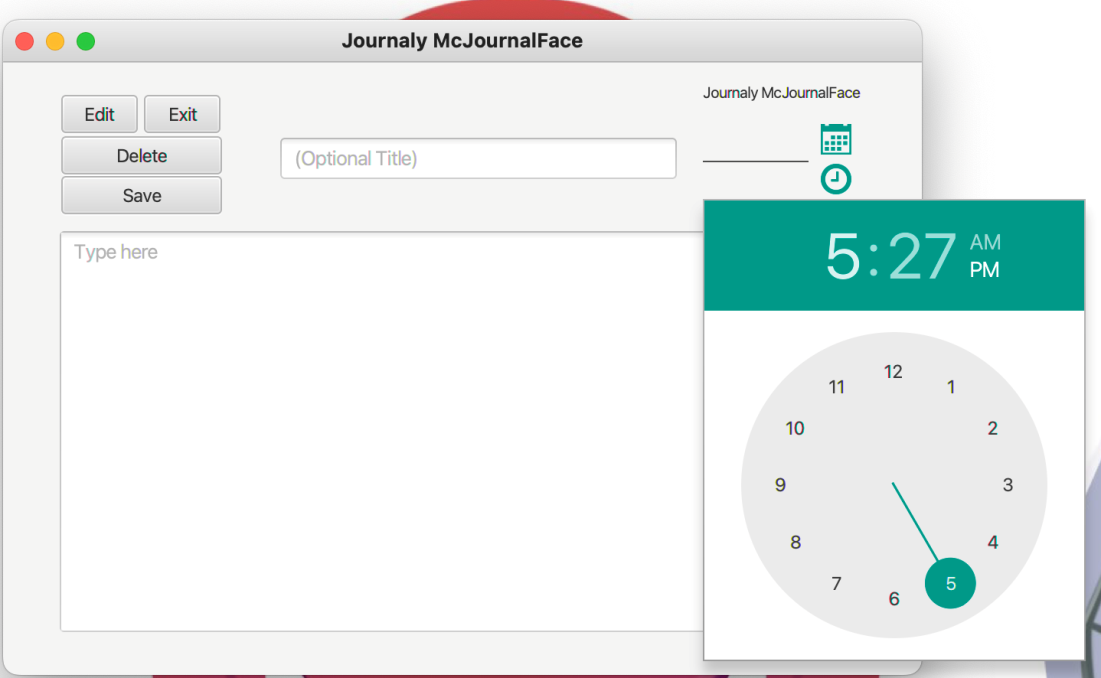 Journaly McJournalFace
Journaly McJournalFace
Edit Exit
Delete
Save
(Optional Title)
Type here
5:27 AM
PM
12
11 1
10 2
9 3
8 4
7 5
6